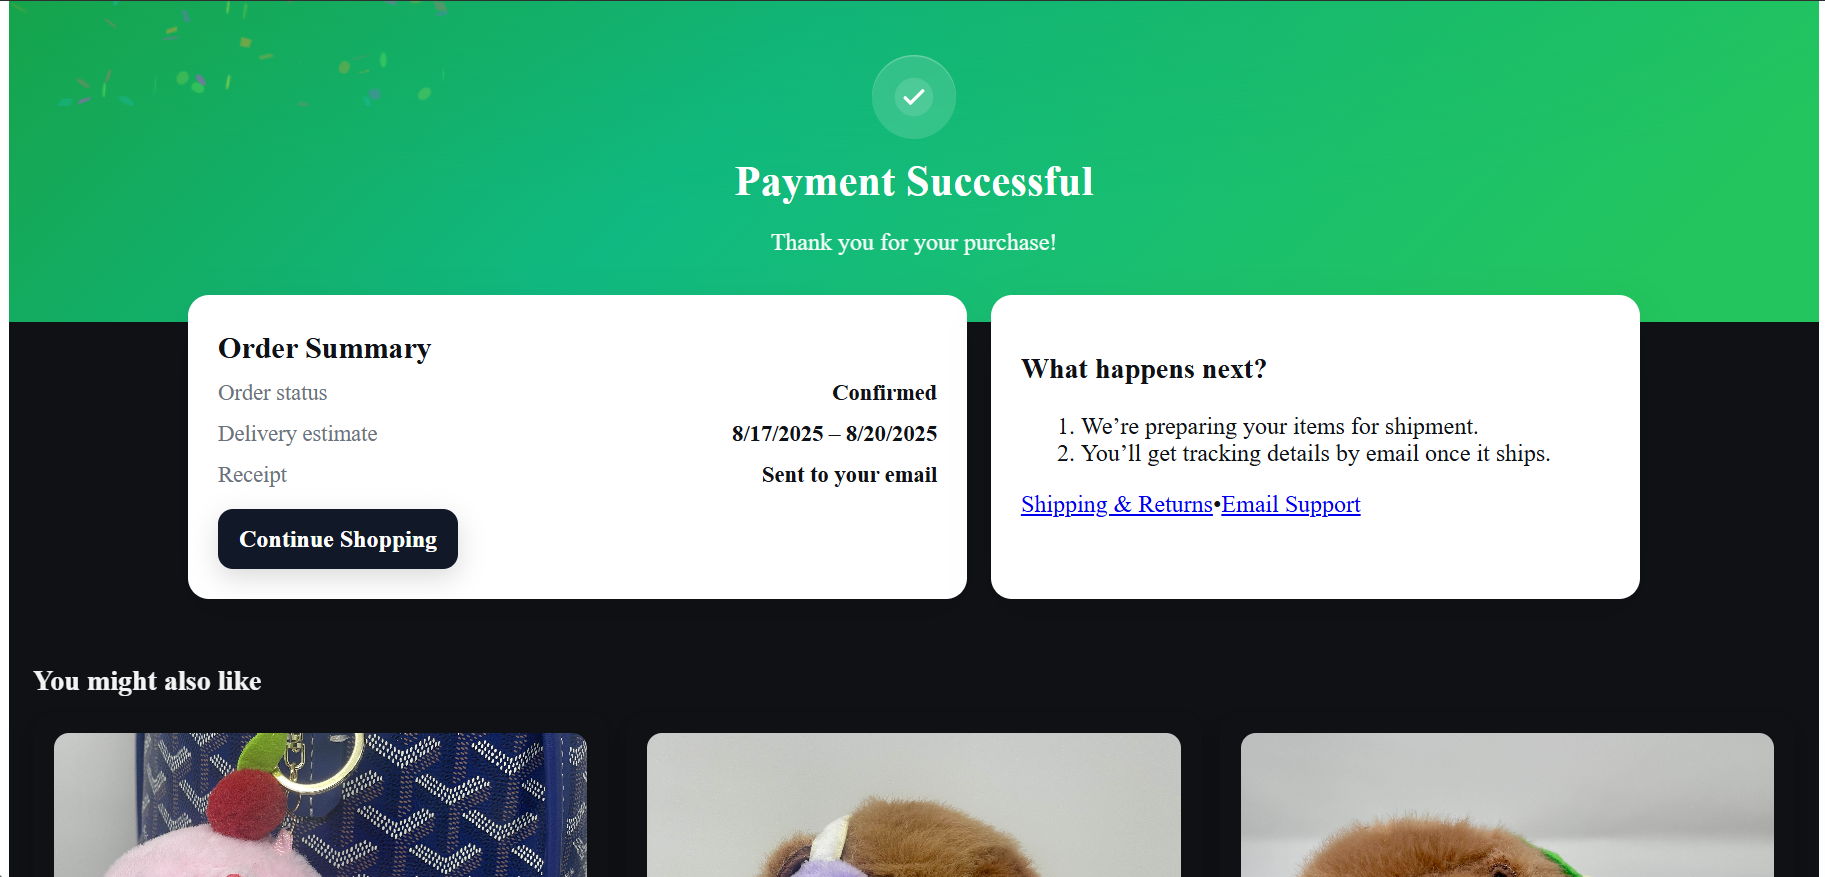 Payment Successful
Thank you for your purchase!
Order Summary
Order status Confirmed
Delivery estimate 8/17/2025 – 8/20/2025
Receipt Sent to your email
Continue Shopping
What happens next?
1. We’re preparing your items for shipment.
2. You’ll get tracking details by email once it ships.
Shipping & Returns•Email Support
You might also like